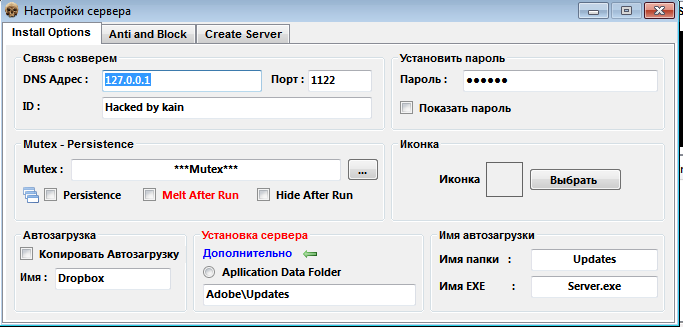 Настройки сервера
Install Options Anti and Block Create Server
Связь с юзверем
DNS Адрес : 127.0.0.1 Порт : 1122
ID : Hacked by kain
Установить пароль
Пароль : ●●●●●●
Показать пароль
Mutex - Persistence
Mutex : ***Mutex*** ...
Persistence Melt After Run Hide After Run
Иконка
Иконка Выбрать
Автозагрузка
Копировать Автозагрузку
Имя : Dropbox
Установка сервера
Дополнительно
Apllication Data Folder
Adobe\Updates
Имя автозагрузки
Имя папки : Updates
Имя EXE : Server.exe